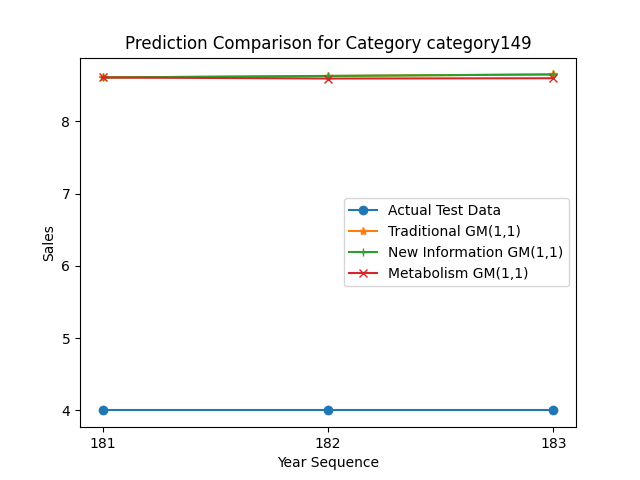 Prediction Comparison for Category category149
Sales
8
7
6
5
4
Actual Test Data
Traditional GM(1,1)
New Information GM(1,1)
Metabolism GM(1,1)
181
182
183
Year Sequence